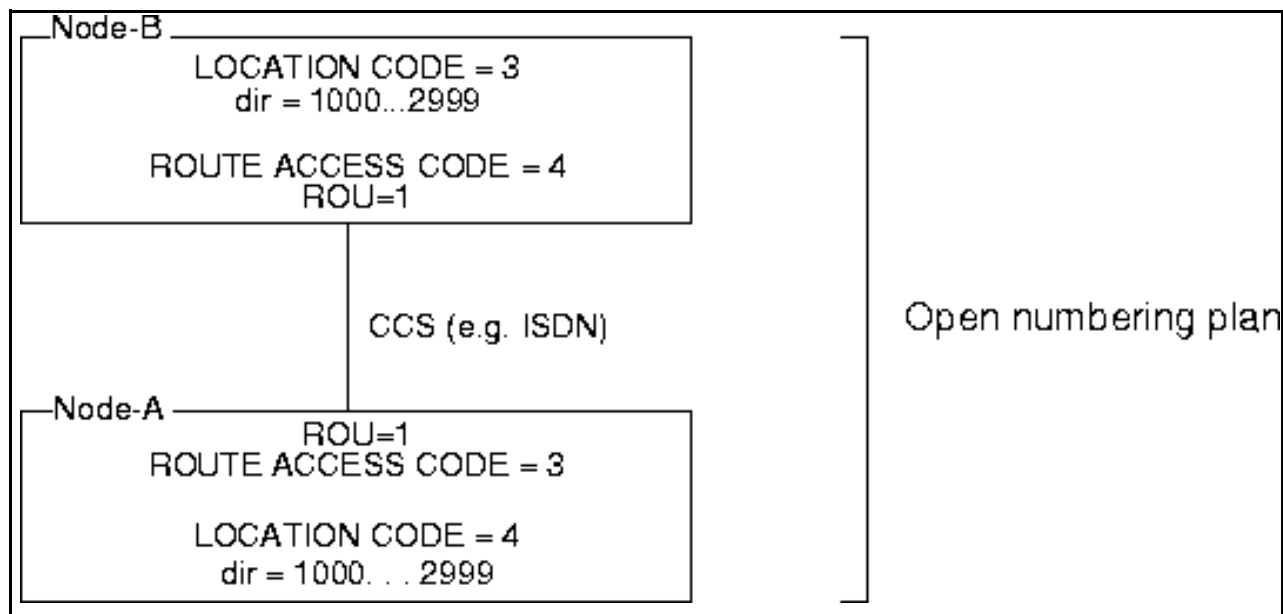 Node-B
LOCATION CODE = 3
dir = 1000...2999
ROUTE ACCESS CODE = 4
ROU=1
CCS (e.g. ISDN)
Open numbering plan
Node-A
ROU=1
ROUTE ACCESS CODE = 3
LOCATION CODE = 4
dir = 1000. . . 2999